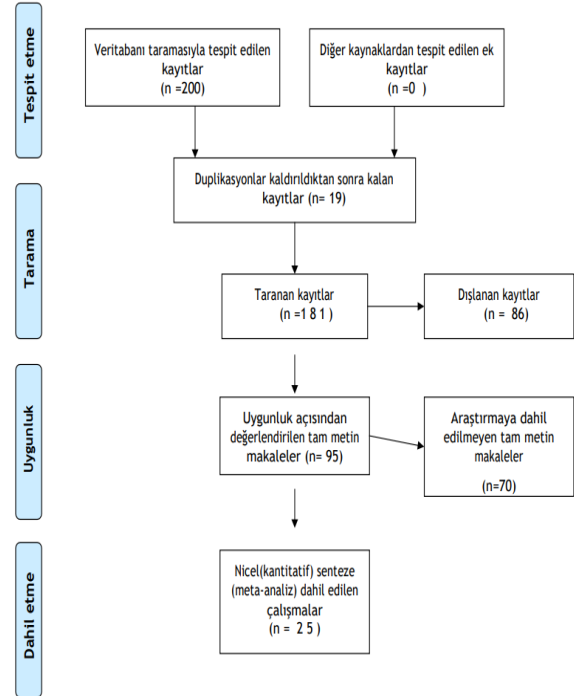 Tespit etme
Veritabanı taramasıyla tespit edilen
kayıtlar
(n =200)
Diğer kaynaklardan tespit edilen ek
kayıtlar
(n =0 )
Duplikasyonlar kaldırıldıktan sonra kalan
kayıtlar (n= 19)
Tarama
Taranan kayıtlar
(n =1 8 1 )
Dışlanan kayıtlar
(n = 86)
Uygunluk
Uygunluk açısından
değerlendirilen tam metin
makaleler (n= 95)
Araştırmaya dahil
edilmeyen tam metin
makaleler
(n=70)
Dahil etme
Nicel(kantitatif) senteze
(meta-analiz) dahil edilen
çalışmalar
(n = 2 5 )